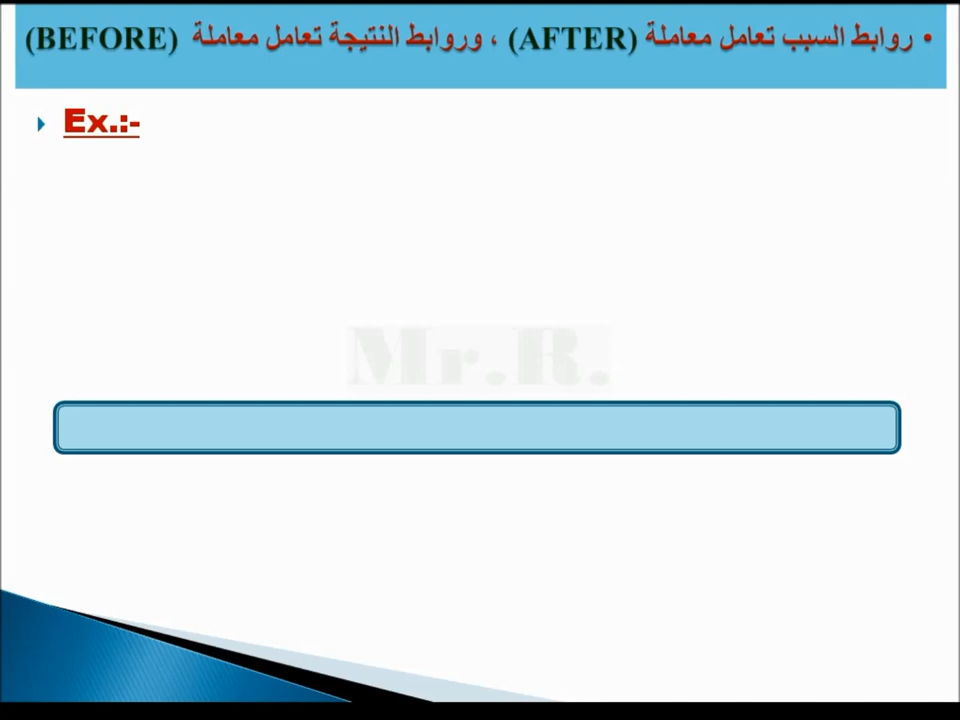 • روابط السبب تعامل معاملة (AFTER) ، وروابط النتيجة تعامل معاملة (BEFORE)
Ex.:-
Mr.R.